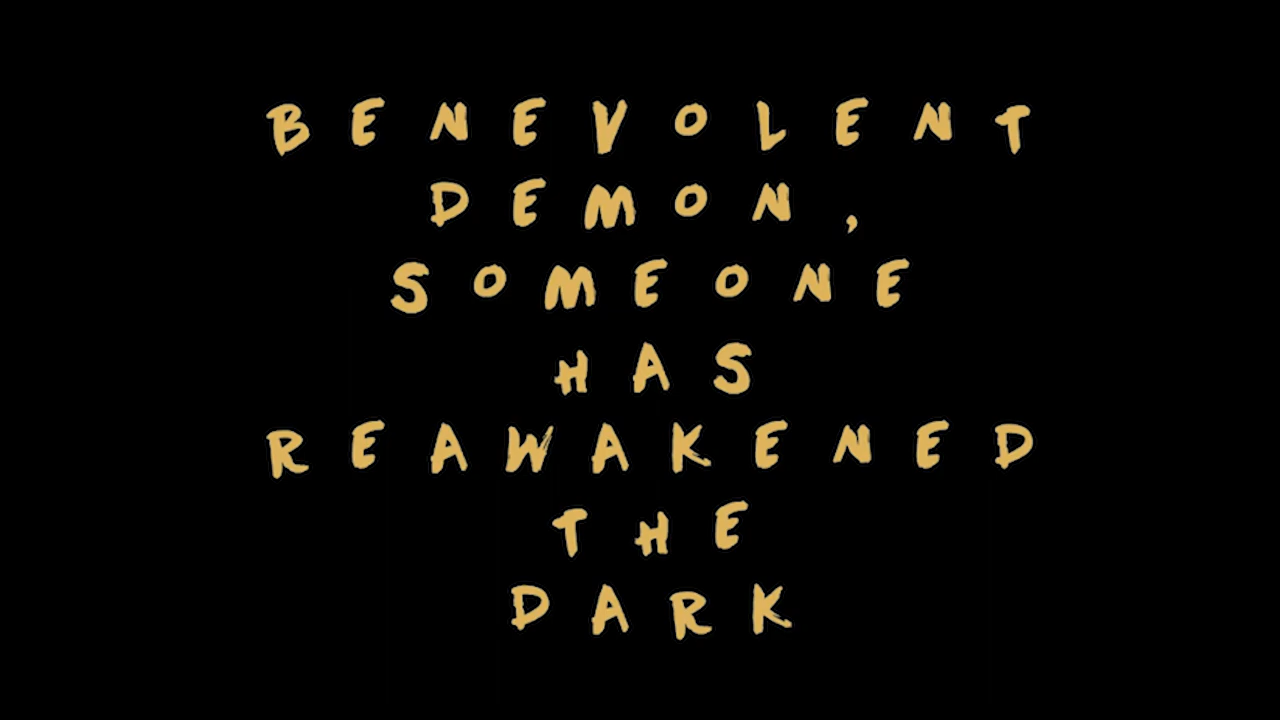 BENEVOLENT
DEMON,
SOMEONE
HAS
REAWAKENED
THE
DARK